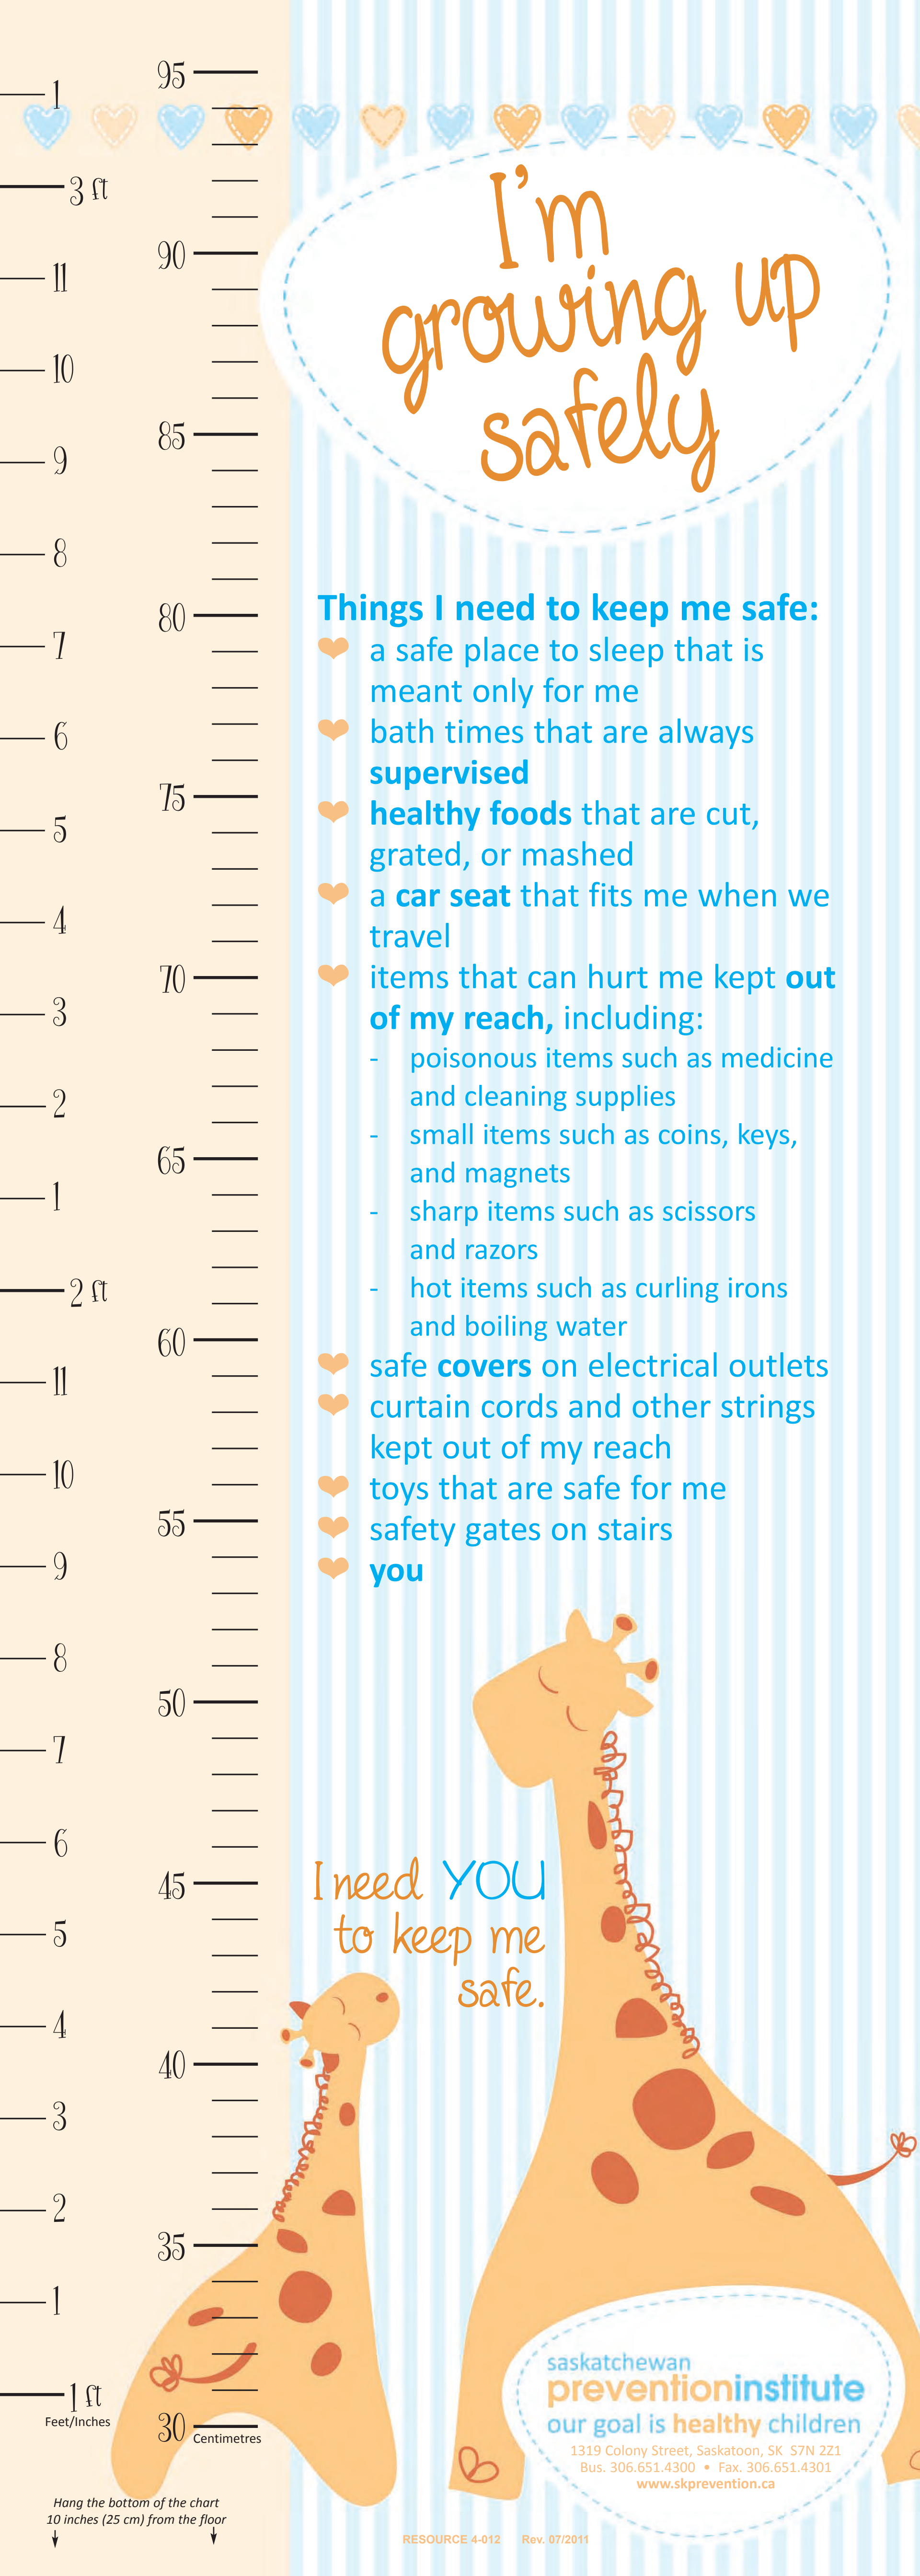 95
1
3 ft
90
11
10
85
9
8
80
7
6
75
5
4
70
3
2
65
1
2 ft
60
11
10
55
9
8
50
7
6
45
5
4
40
3
2
35
1
1 ft
Feet/Inches
30
Centimetres
Hang the bottom of the chart
10 inches (25 cm) from the floor
I'm
growing up
safely
Things I need to keep me safe:
a safe place to sleep that is
meant only for me
bath times that are always
supervised
healthy foods that are cut,
grated, or mashed
a car seat that fits me when we
travel
items that can hurt me kept out
of my reach, including:
- poisonous items such as medicine
and cleaning supplies
- small items such as coins, keys,
and magnets
- sharp items such as scissors
and razors
- hot items such as curling irons
and boiling water
safe covers on electrical outlets
curtain cords and other strings
kept out of my reach
toys that are safe for me
safety gates on stairs
you
I need YOU
to keep me
safe.
saskatchewan
preventioninstitute
our goal is healthy children
1319 Colony Street, Saskatoon, SK S7N 2Z1
Bus. 306.651.4300 • Fax. 306.651.4301
www.skprevention.ca
RESOURCE 4-012 Rev. 07/2011